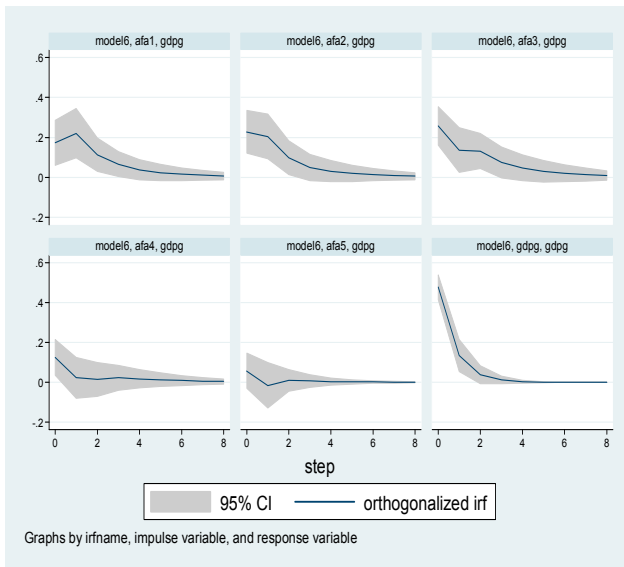 model6, afa1, gdpg
model6, afa2, gdpg
model6, afa3, gdpg
.6
.4
.2
0
-.2
model6, afa4, gdpg
model6, afa5, gdpg
model6, gdpg, gdpg
.6
.4
.2
0
-.2
0 2 4 6 8
0 2 4 6 8
0 2 4 6 8
step
95% CI
orthogonalized irf
Graphs by irfname, impulse variable, and response variable